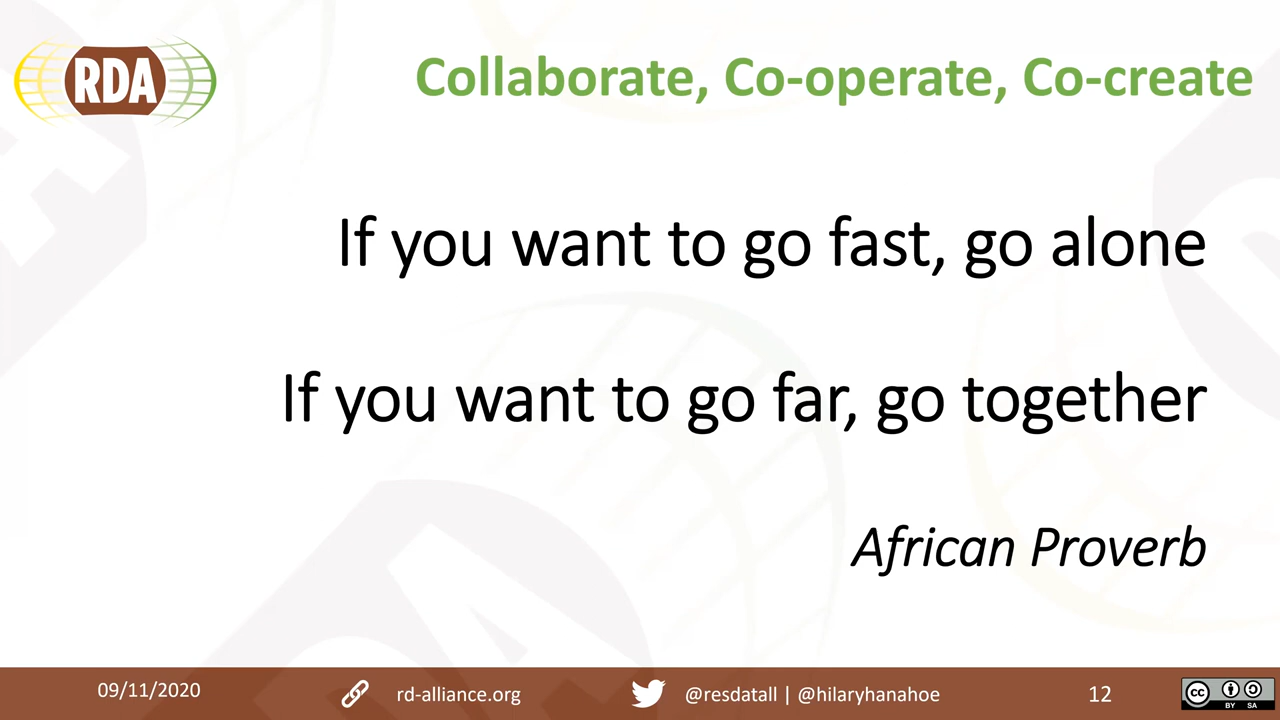 RDA
Collaborate, Co-operate, Co-create
If you want to go fast, go alone
If you want to go far, go together
African Proverb
09/11/2020
rd-alliance.org
@resdatall | @hilaryhanahoe
12
cc
BY SA